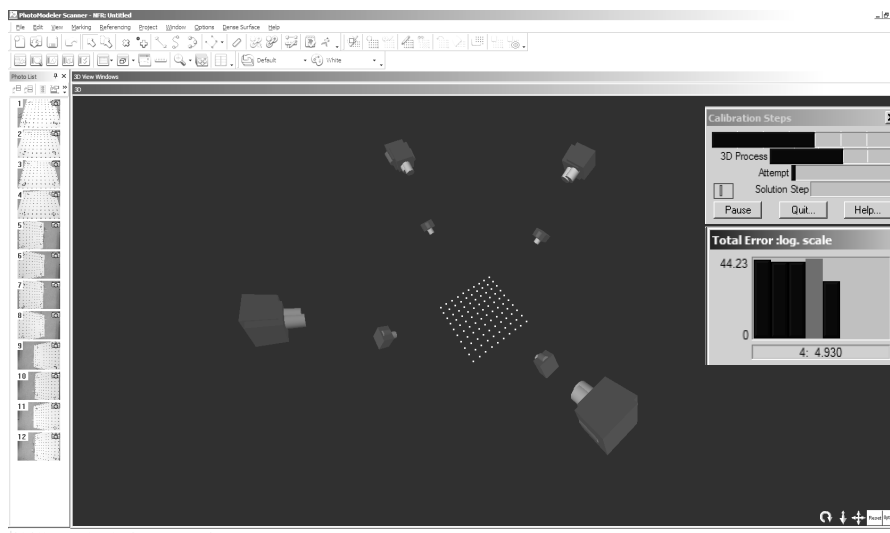 PhotoModeler Scanner - NFR: Untitled
File Edit View Marking Referencing Project Window Options Dense Surface Help
Default White
Photo List
3D View Windows
3D
1
2
3
4
5
6
7
8
9
10
11
12
Calibration Steps
3D Process
Attempt
Solution Step
Pause Quit... Help...
Total Error :log. scale
44.23
0
4: 4.930
Reset